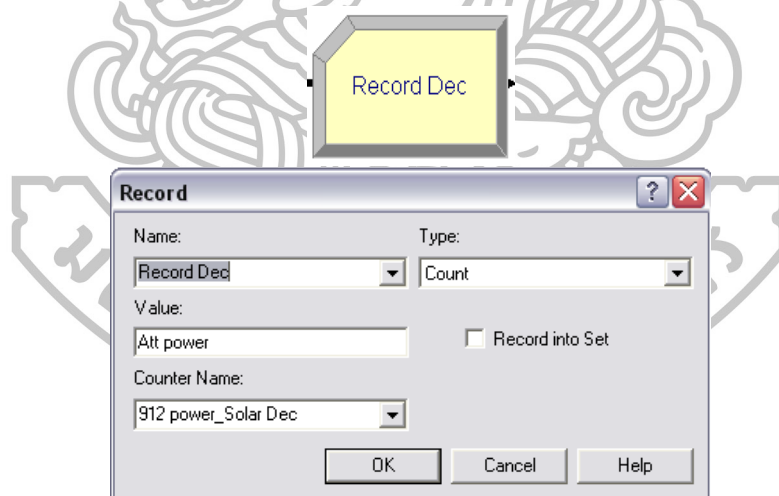 Record Dec
Record
Name: Type:
Record Dec Count
Value:
Att power Record into Set
Counter Name:
912 power_Solar Dec
OK Cancel Help